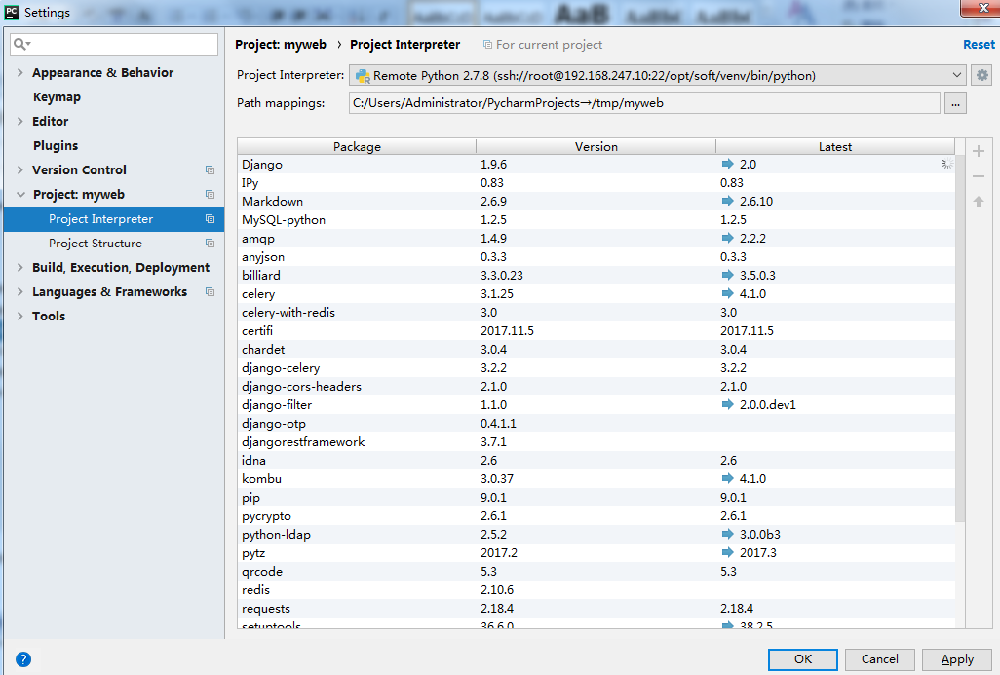 PC Settings
Project: myweb › Project Interpreter For current project Reset
Appearance & Behavior
Keymap
Editor
Plugins
Version Control
Project: myweb
Project Interpreter
Project Structure
Build, Execution, Deployment
Languages & Frameworks
Tools
Project Interpreter: Remote Python 2.7.8 (ssh://root@192.168.247.10:22/opt/soft/venv/bin/python)
Path mappings: C:/Users/Administrator/PycharmProjects→/tmp/myweb ...
Package Version Latest
Django 1.9.6 2.0
IPy 0.83 0.83
Markdown 2.6.9 2.6.10
MySQL-python 1.2.5 1.2.5
amqp 1.4.9 2.2.2
anyjson 0.3.3 0.3.3
billiard 3.3.0.23 3.5.0.3
celery 3.1.25 4.1.0
celery-with-redis 3.0 3.0
certifi 2017.11.5 2017.11.5
chardet 3.0.4 3.0.4
django-celery 3.2.2 3.2.2
django-cors-headers 2.1.0 2.1.0
django-filter 1.1.0 2.0.0.dev1
django-otp 0.4.1.1
djangorestframework 3.7.1
idna 2.6 2.6
kombu 3.0.37 4.1.0
pip 9.0.1 9.0.1
pycrypto 2.6.1 2.6.1
python-ldap 2.5.2 3.0.0b3
pytz 2017.2 2017.3
qrcode 5.3 5.3
redis 2.10.6
requests 2.18.4 2.18.4
setuptools 36.6.0 38.2.5
? OK Cancel Apply